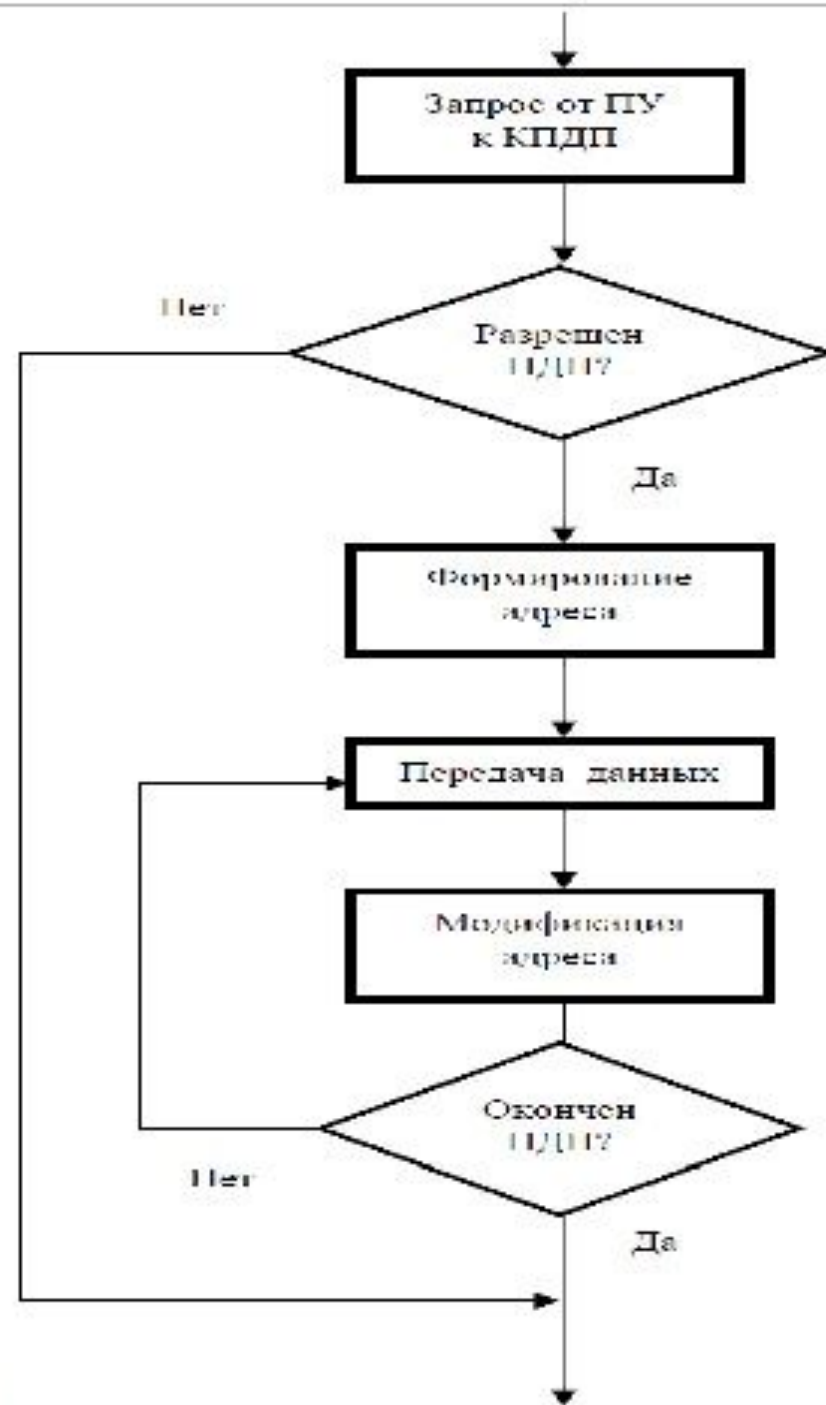 Запрос от ПУ
к КПДП
Нет
Разрешен
ПДП?
Да
Формирование
адреса
Передача данных
Модификация
адреса
Окончен
ПДП?
Нет
Да